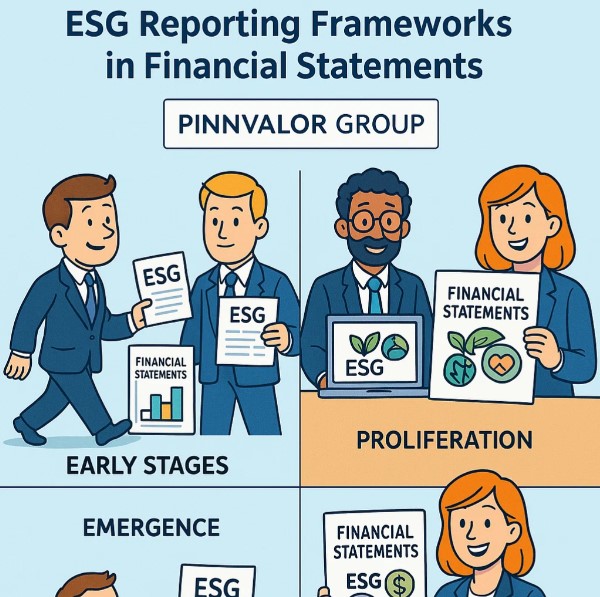 ESG Reporting Frameworks
in Financial Statements
PINNVALOR GROUP
ESG
ESG
FINANCIAL
STATEMENTS
EARLY STAGES
ESG
FINANCIAL
STATEMENTS
PROLIFERATION
EMERGENCE
ESG
FINANCIAL
STATEMENTS
ESG $